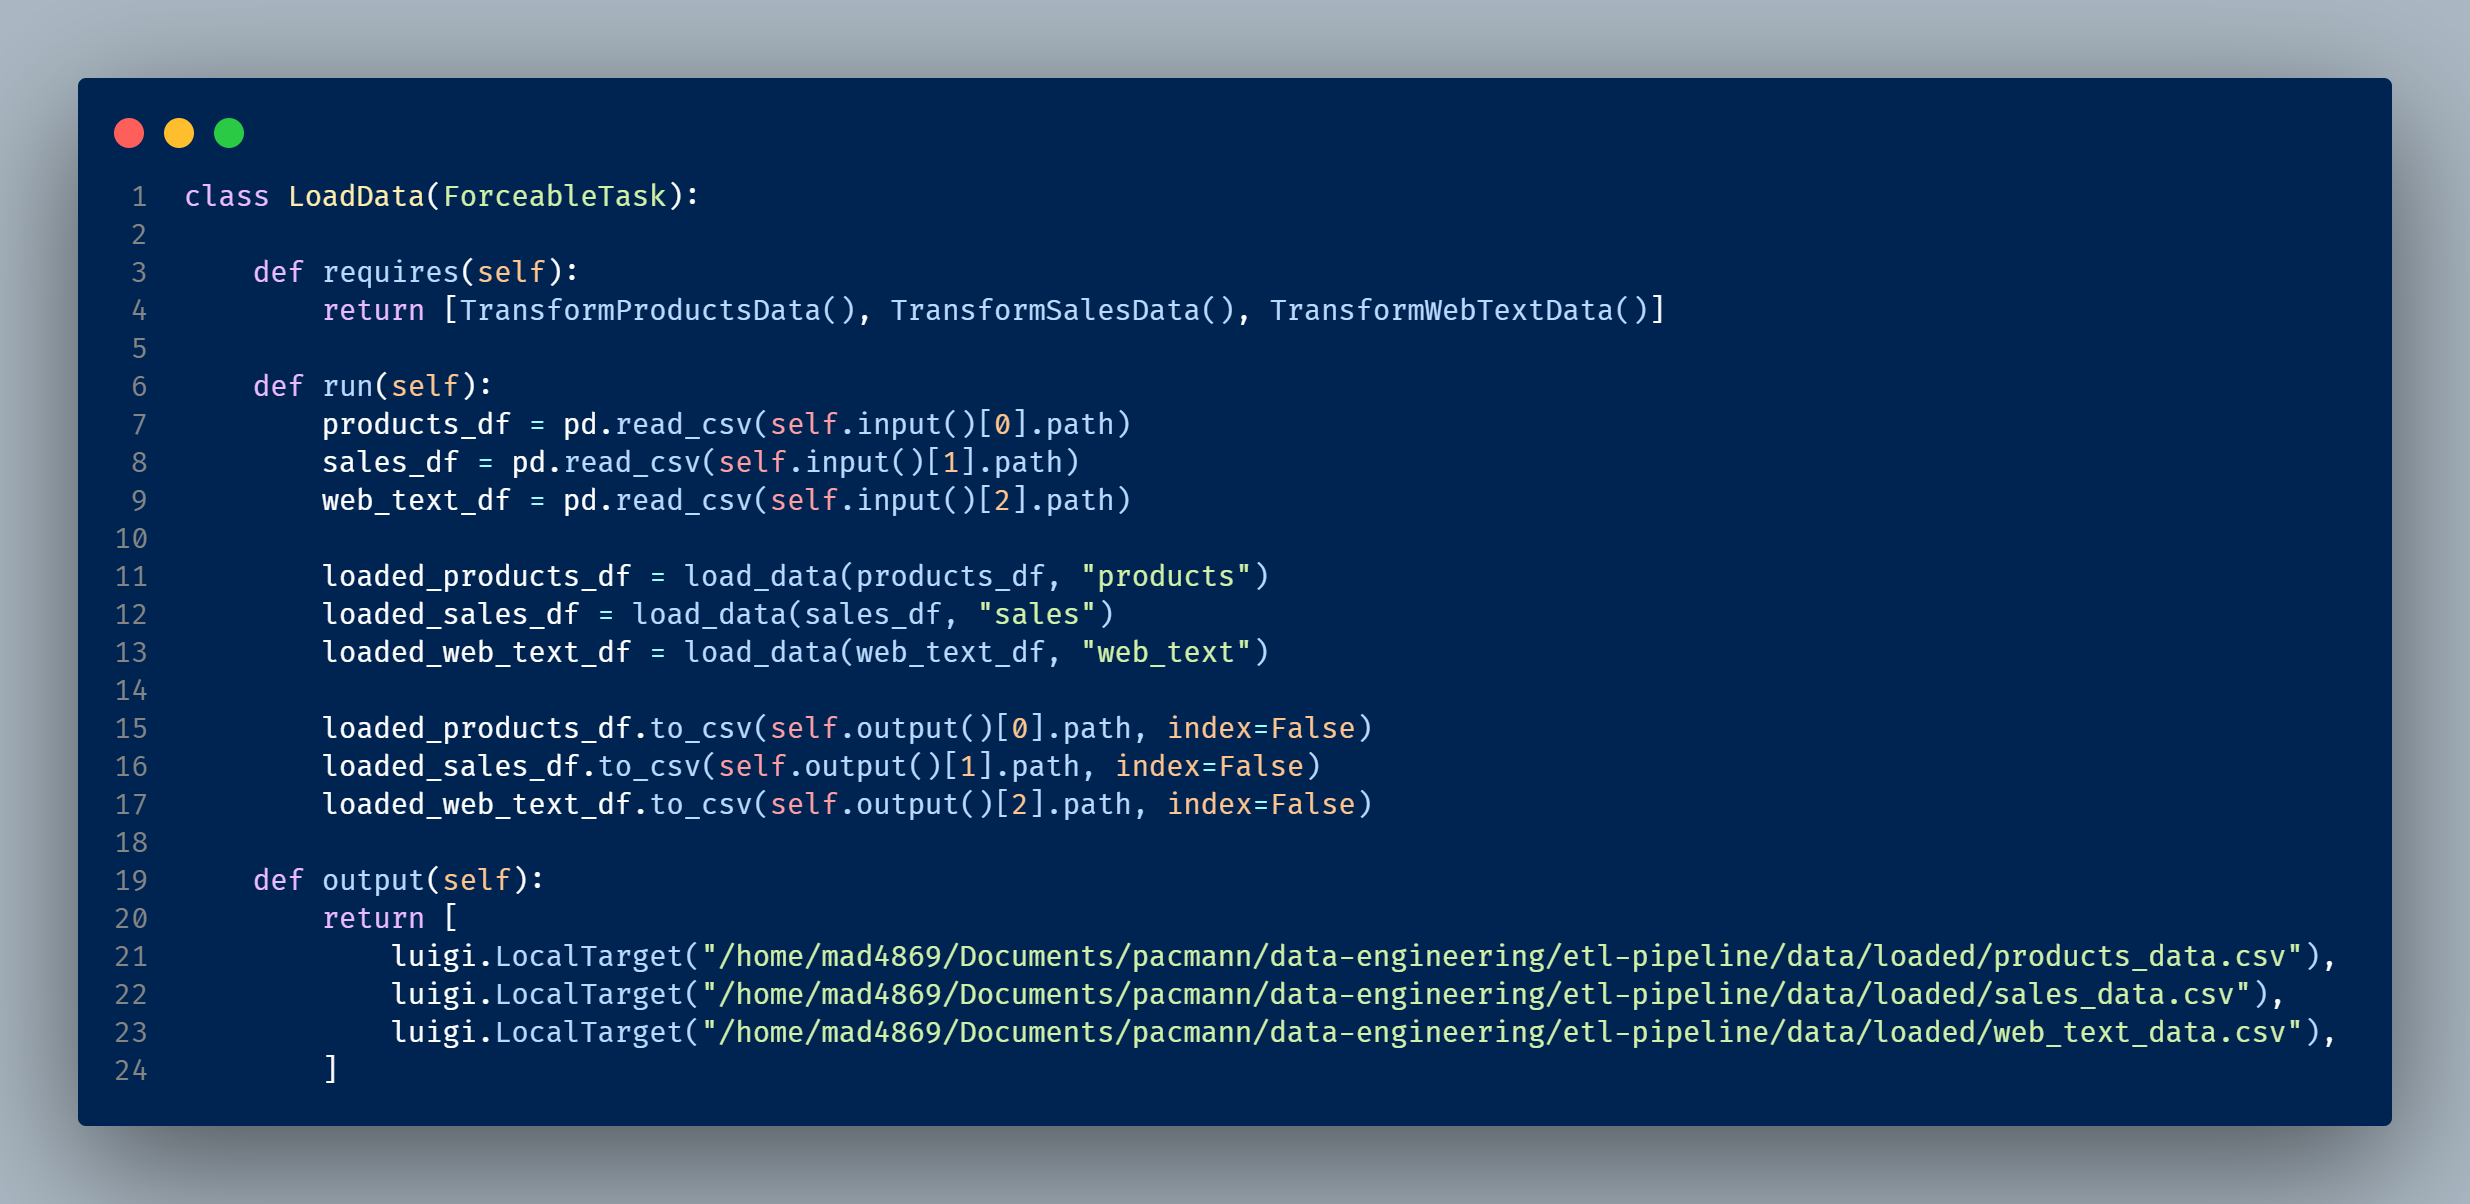 1 class LoadData(ForceableTask):
2
3     def requires(self):
4         return [TransformProductsData(), TransformSalesData(), TransformWebTextData()]
5
6     def run(self):
7         products_df = pd.read_csv(self.input()[0].path)
8         sales_df = pd.read_csv(self.input()[1].path)
9         web_text_df = pd.read_csv(self.input()[2].path)
10
11         loaded_products_df = load_data(products_df, "products")
12         loaded_sales_df = load_data(sales_df, "sales")
13         loaded_web_text_df = load_data(web_text_df, "web_text")
14
15         loaded_products_df.to_csv(self.output()[0].path, index=False)
16         loaded_sales_df.to_csv(self.output()[1].path, index=False)
17         loaded_web_text_df.to_csv(self.output()[2].path, index=False)
18
19     def output(self):
20         return [
21             luigi.LocalTarget("/home/mad4869/Documents/pacmann/data-engineering/etl-pipeline/data/loaded/products_data.csv"),
22             luigi.LocalTarget("/home/mad4869/Documents/pacmann/data-engineering/etl-pipeline/data/loaded/sales_data.csv"),
23             luigi.LocalTarget("/home/mad4869/Documents/pacmann/data-engineering/etl-pipeline/data/loaded/web_text_data.csv"),
24         ]